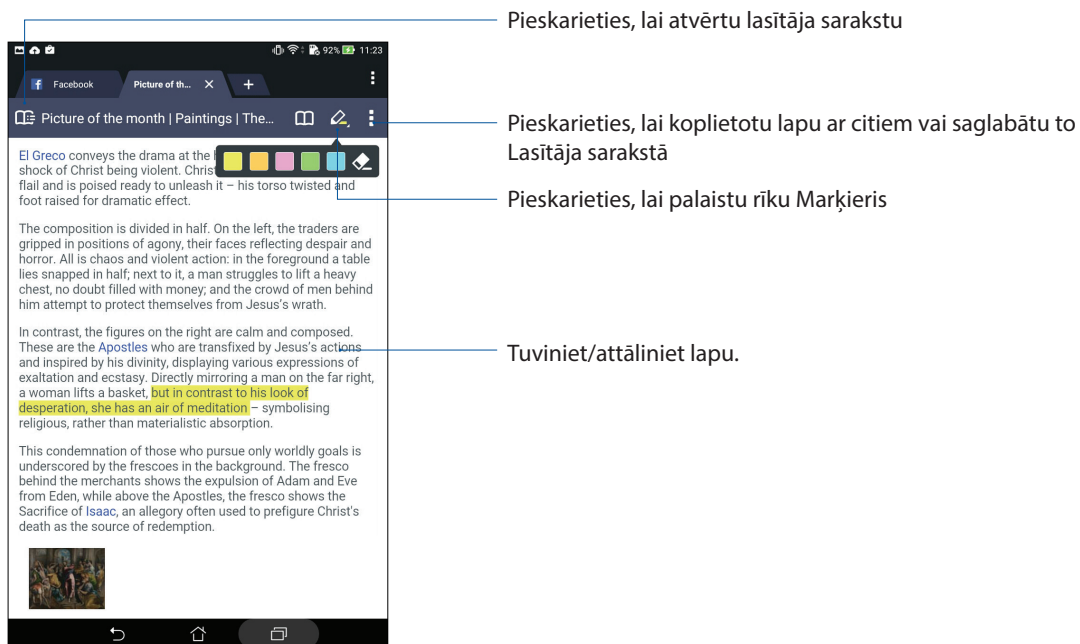 Pieskarieties, lai atvērtu lasītāja sarakstu
92% 11:23
Facebook
Picture of th...
Picture of the month | Paintings | The...
Pieskarieties, lai koplietotu lapu ar citiem vai saglabātu to
Lasītāja sarakstā
Pieskarieties, lai palaistu rīku Marķieris
El Greco conveys the drama at the
shock of Christ being violent. Christ
flail and is poised ready to unleash it – his torso twisted and
foot raised for dramatic effect.
The composition is divided in half. On the left, the traders are
gripped in positions of agony, their faces reflecting despair and
horror. All is chaos and violent action: in the foreground a table
lies snapped in half; next to it, a man struggles to lift a heavy
chest, no doubt filled with money; and the crowd of men behind
him attempt to protect themselves from Jesus's wrath.
In contrast, the figures on the right are calm and composed.
These are the Apostles who are transfixed by Jesus's actions
and inspired by his divinity, displaying various expressions of
exaltation and ecstasy. Directly mirroring a man on the far right,
a woman lifts a basket, but in contrast to his look of
desperation, she has an air of meditation – symbolising
religious, rather than materialistic absorption.
Tuviniet/attāliniet lapu.
This condemnation of those who pursue only worldly goals is
underscored by the frescoes in the background. The fresco
behind the merchants shows the expulsion of Adam and Eve
from Eden, while above the Apostles, the fresco shows the
Sacrifice of Isaac, an allegory often used to prefigure Christ's
death as the source of redemption.